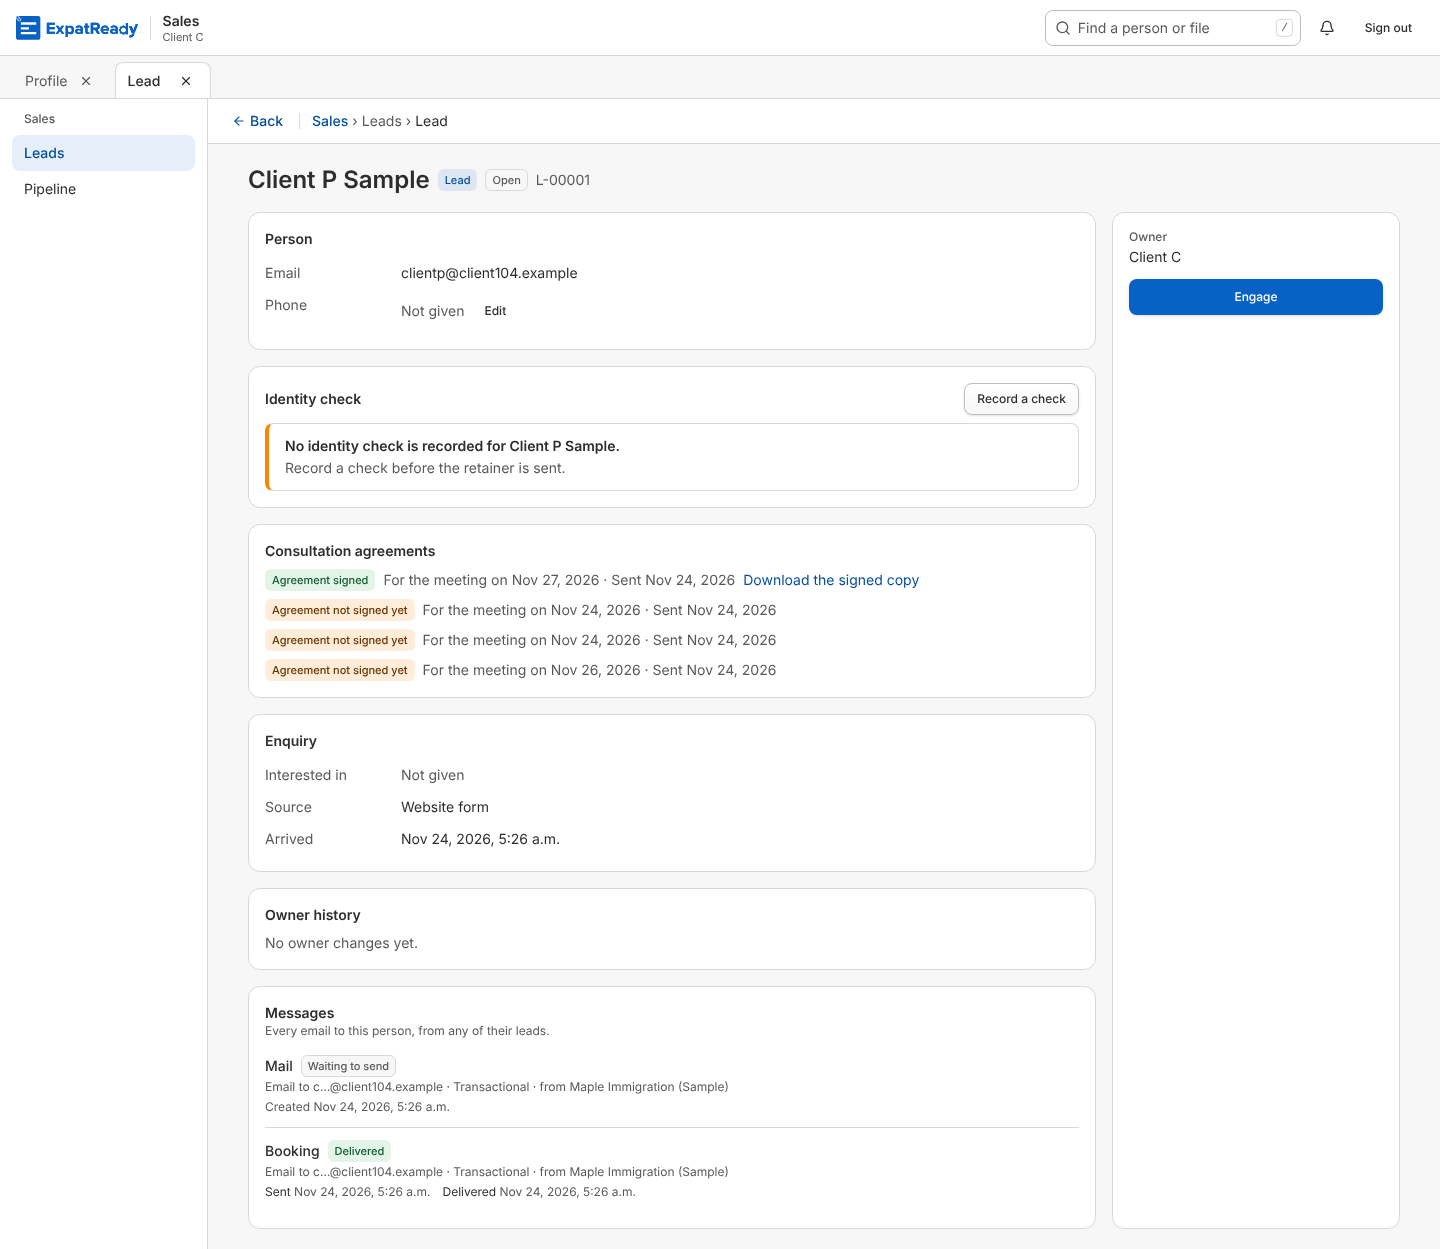 ExpatReady
Sales
Client C
Find a person or file
/
Sign out
Profile
Lead
Sales
Leads
Pipeline
Back
Sales › Leads › Lead
Client P Sample
Lead
Open
L-00001
Person
Email
clientp@client104.example
Phone
Not given
Edit
Owner
Client C
Engage
Identity check
Record a check
No identity check is recorded for Client P Sample.
Record a check before the retainer is sent.
Consultation agreements
Agreement signed For the meeting on Nov 27, 2026 · Sent Nov 24, 2026 Download the signed copy
Agreement not signed yet For the meeting on Nov 24, 2026 · Sent Nov 24, 2026
Agreement not signed yet For the meeting on Nov 24, 2026 · Sent Nov 24, 2026
Agreement not signed yet For the meeting on Nov 26, 2026 · Sent Nov 24, 2026
Enquiry
Interested in
Not given
Source
Website form
Arrived
Nov 24, 2026, 5:26 a.m.
Owner history
No owner changes yet.
Messages
Every email to this person, from any of their leads.
Mail Waiting to send
Email to c...@client104.example · Transactional · from Maple Immigration (Sample)
Created Nov 24, 2026, 5:26 a.m.
Booking Delivered
Email to c...@client104.example · Transactional · from Maple Immigration (Sample)
Sent Nov 24, 2026, 5:26 a.m. Delivered Nov 24, 2026, 5:26 a.m.